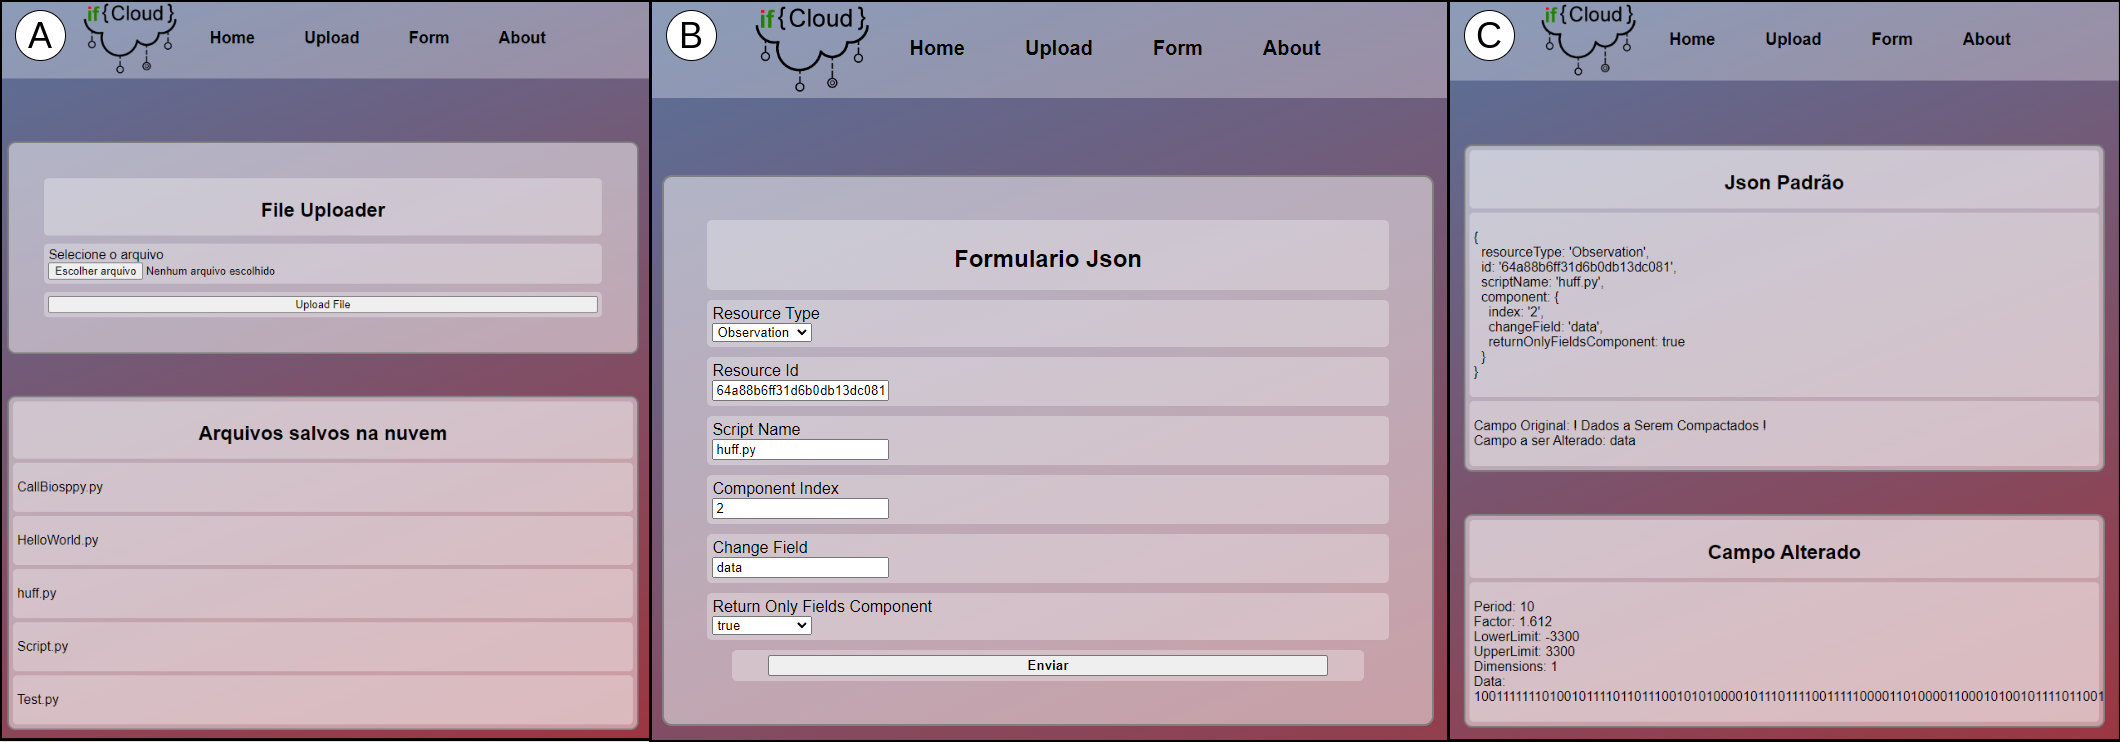 A
if{Cloud}
Home Upload Form About
File Uploader
Selecione o arquivo
Escolher arquivo Nenhum arquivo escolhido
Upload File
Arquivos salvos na nuvem
CallBiosppy.py
HelloWorld.py
huff.py
Script.py
Test.py
B
if{Cloud}
Home Upload Form About
Formulario Json
Resource Type
Observation
Resource Id
64a88b6ff31d6b0db13dc081
Script Name
huff.py
Component Index
2
Change Field
data
Return Only Fields Component
true
Enviar
C
if{Cloud}
Home Upload Form About
Json Padrão
{
resourceType: 'Observation',
id: '64a88b6ff31d6b0db13dc081',
scriptName: 'huff.py',
component: {
index: '2',
changeField: 'data',
returnOnlyFieldsComponent: true
}
}
Campo Original: ! Dados a Serem Compactados !
Campo a ser Alterado: data
Campo Alterado
Period: 10
Factor: 1.612
LowerLimit: -3300
UpperLimit: 3300
Dimensions: 1
Data: